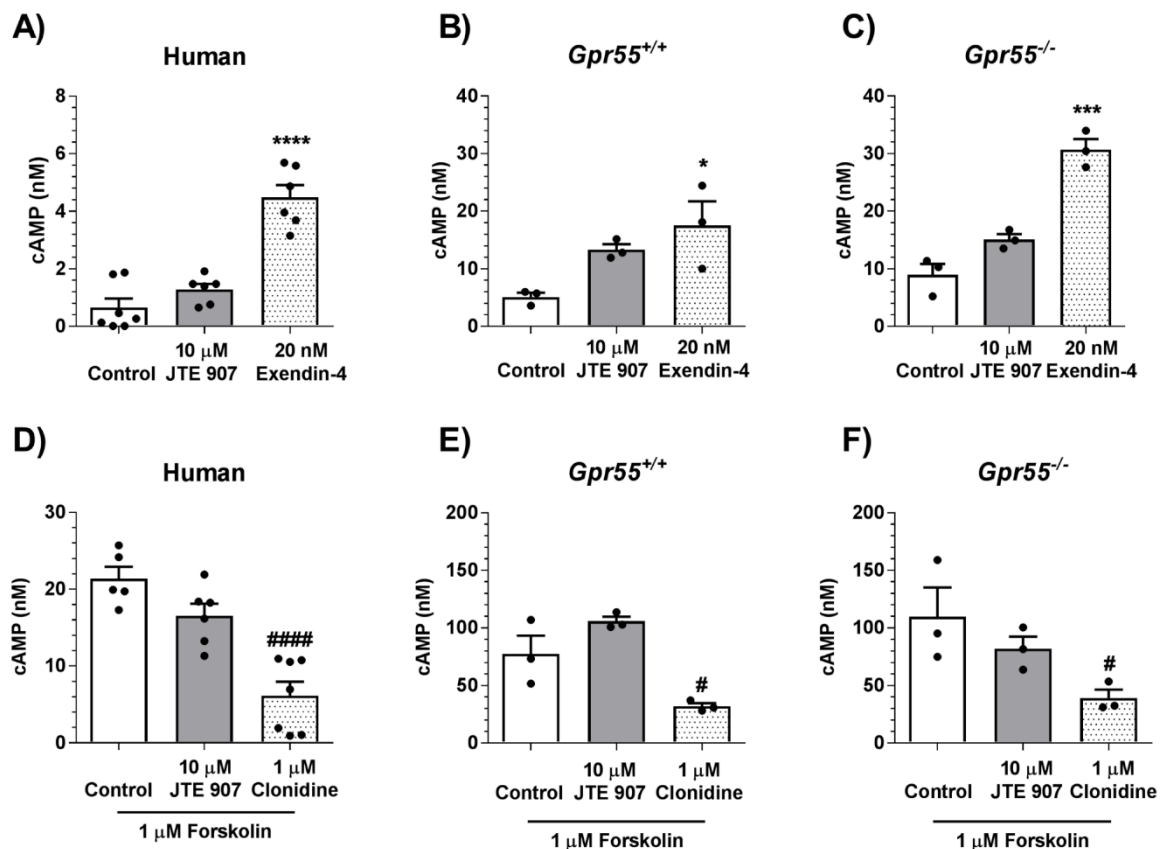 A)
Human
cAMP (nM)
8
6
4
2
0
****
Control
10 μM
JTE 907
20 nM
Exendin-4
B)
Gpr55+/+
cAMP (nM)
40
30
20
10
0
*
Control
10 μM
JTE 907
20 nM
Exendin-4
C)
Gpr55-/-
cAMP (nM)
40
30
20
10
0
***
Control
10 μM
JTE 907
20 nM
Exendin-4
D)
Human
cAMP (nM)
30
20
10
0
####
Control
10 μM
JTE 907
1 μM
Clonidine
1 μM Forskolin
E)
Gpr55+/+
cAMP (nM)
200
150
100
50
0
#
Control
10 μM
JTE 907
1 μM
Clonidine
1 μM Forskolin
F)
Gpr55-/-
cAMP (nM)
200
150
100
50
0
#
Control
10 μM
JTE 907
1 μM
Clonidine
1 μM Forskolin